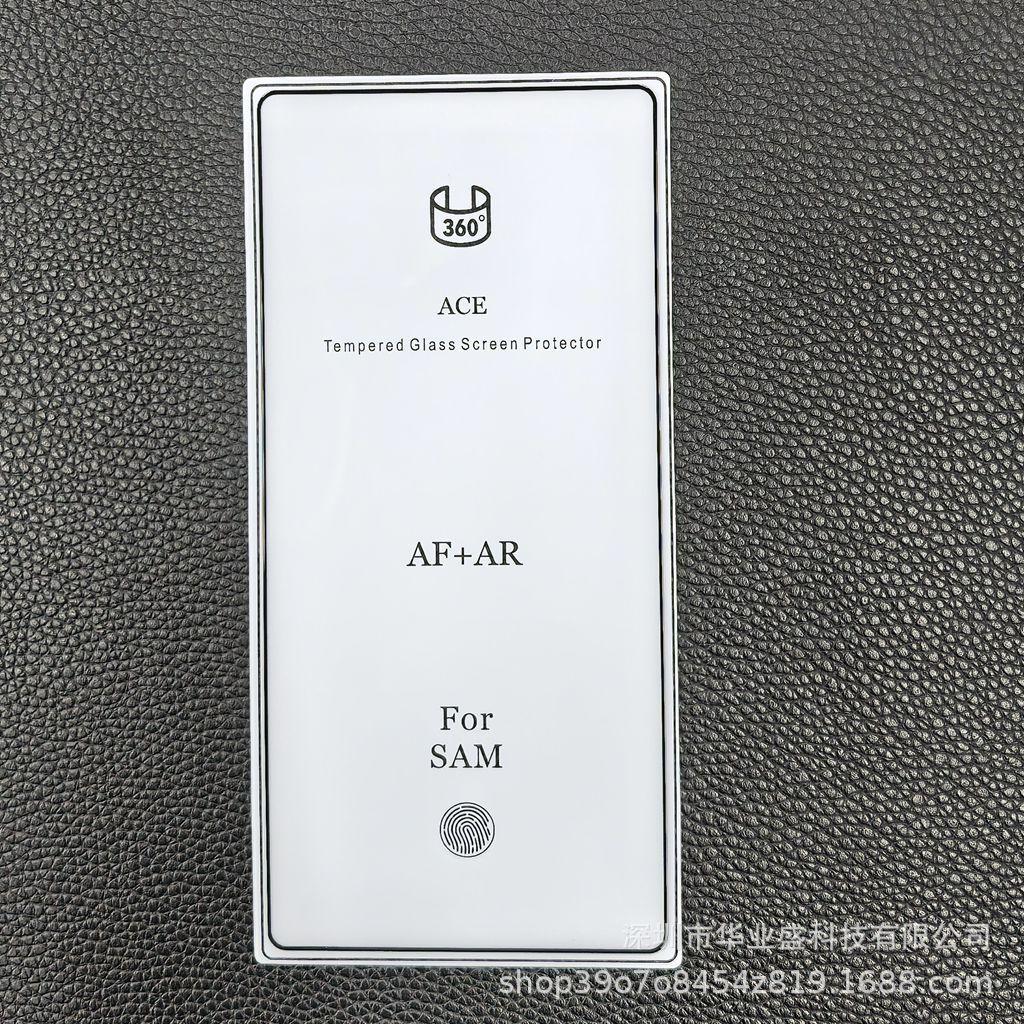 360°
ACE
Tempered Glass Screen Protector
AF+AR
For
SAM
深圳市华业盛科技有限公司
shop39o7o8454z819.1688.com